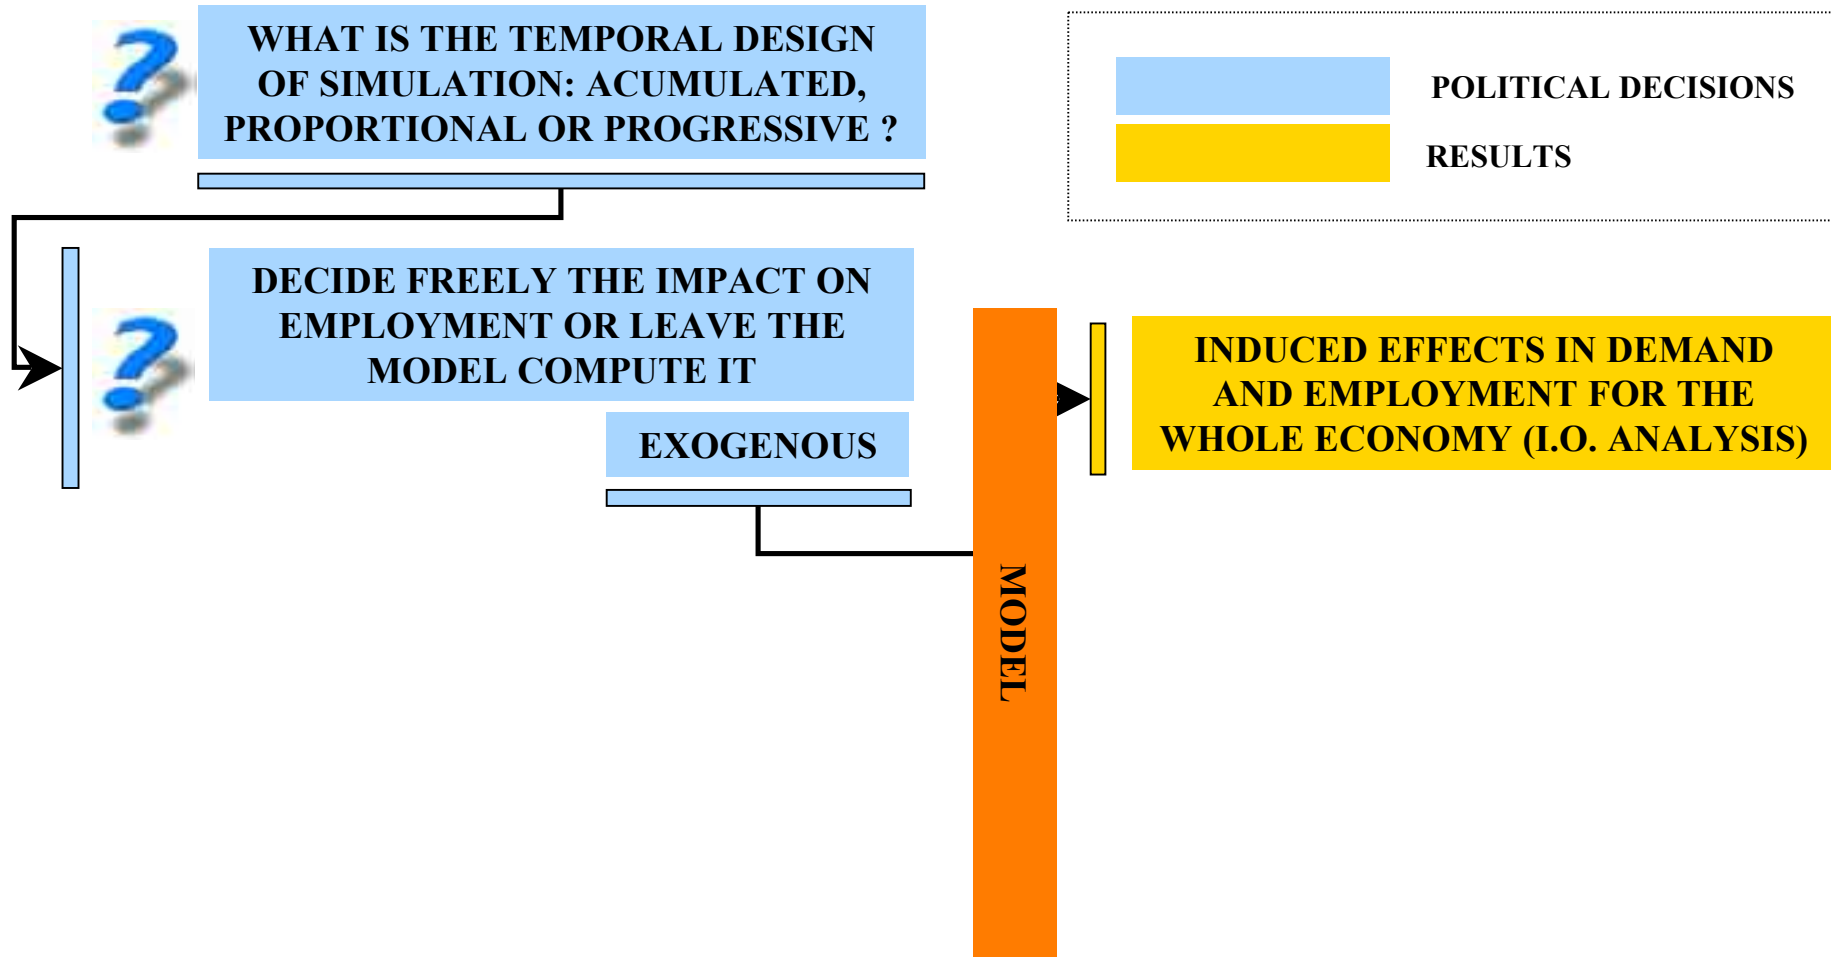 WHAT IS THE TEMPORAL DESIGN
OF SIMULATION: ACUMULATED,
PROPORTIONAL OR PROGRESSIVE ?
POLITICAL DECISIONS
RESULTS
DECIDE FREELY THE IMPACT ON
EMPLOYMENT OR LEAVE THE
MODEL COMPUTE IT
EXOGENOUS
MODEL
INDUCED EFFECTS IN DEMAND
AND EMPLOYMENT FOR THE
WHOLE ECONOMY (I.O. ANALYSIS)